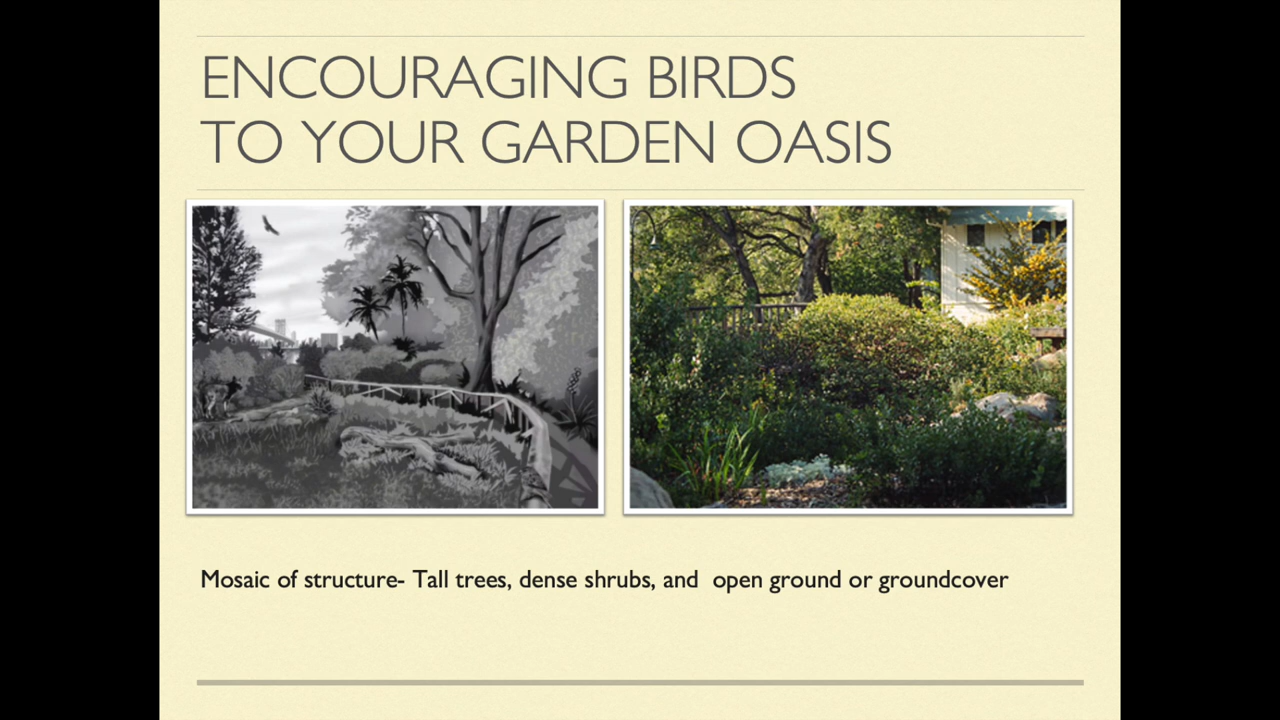 ENCOURAGING BIRDS
TO YOUR GARDEN OASIS
Mosaic of structure- Tall trees, dense shrubs, and  open ground or groundcover